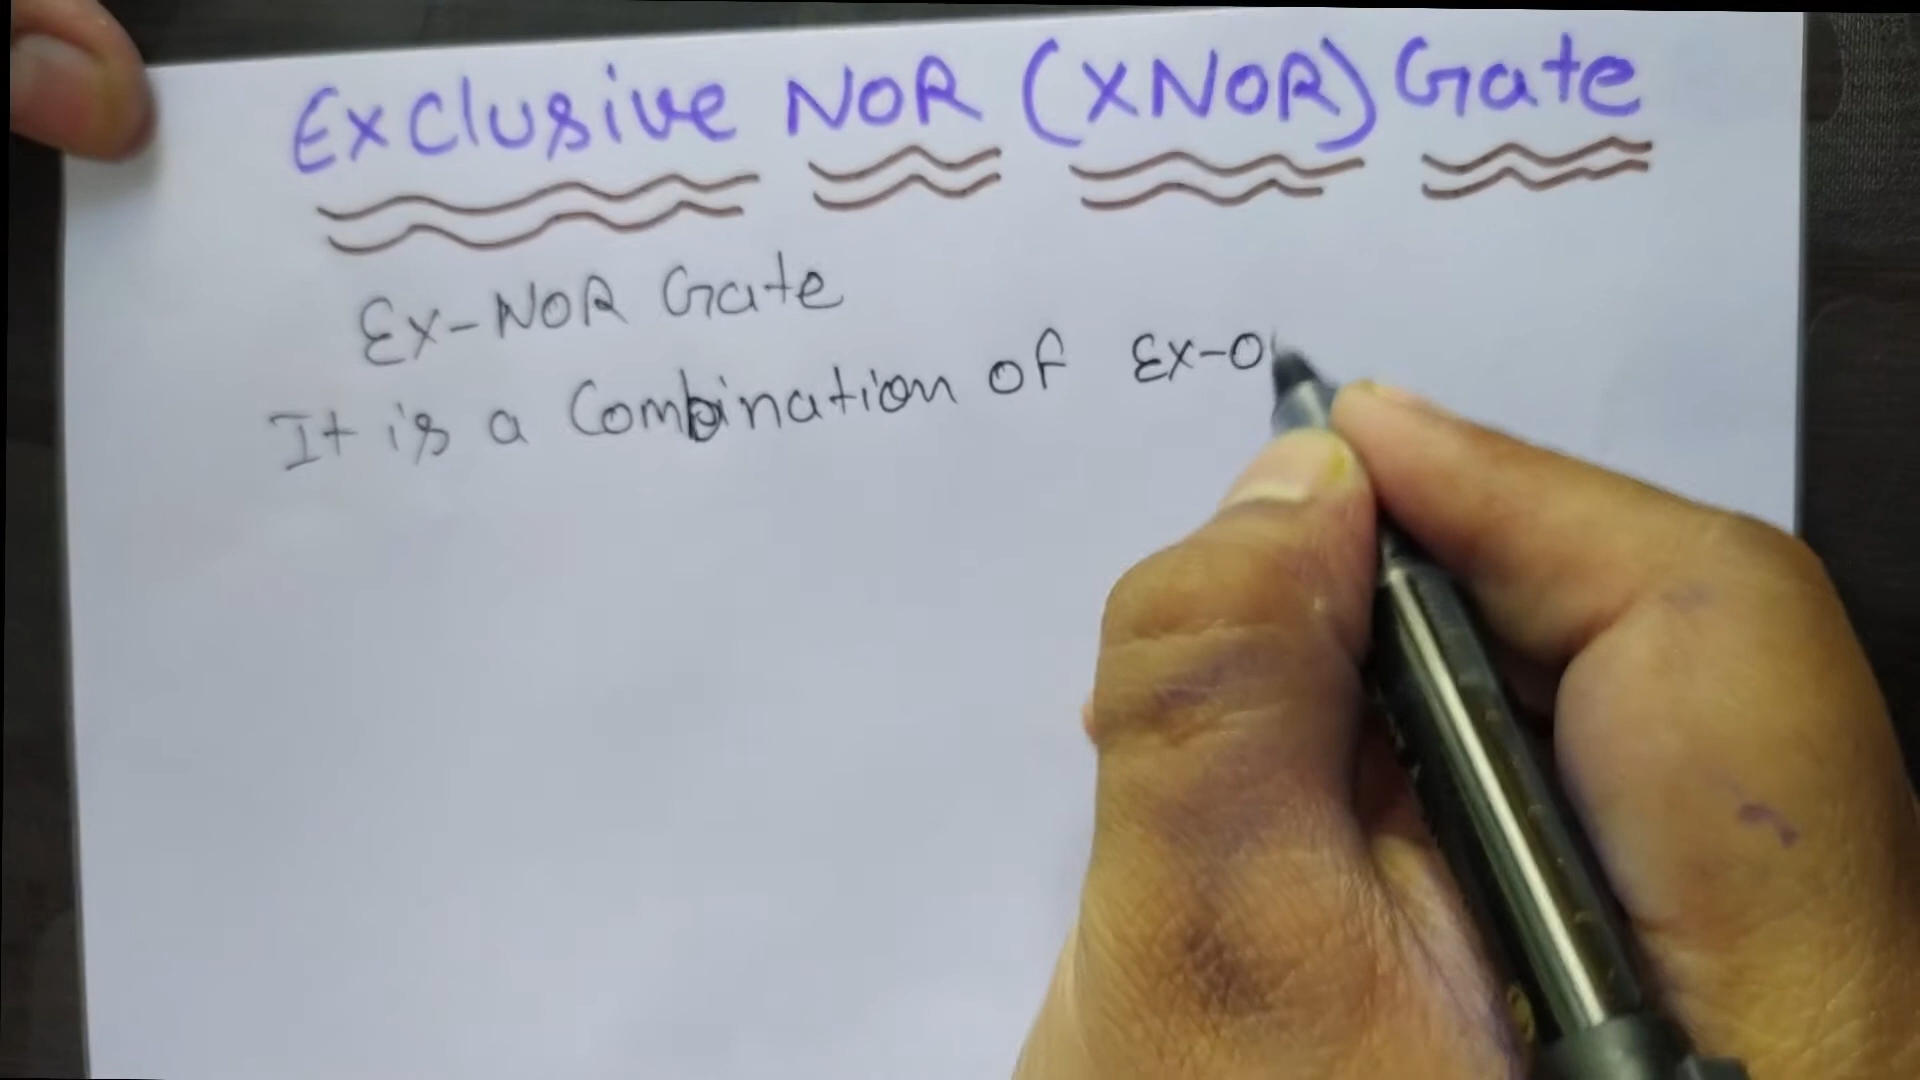 Exclusive NOR (XNOR) Gate
Ex-NOR Gate
It is a Combination of Ex-O